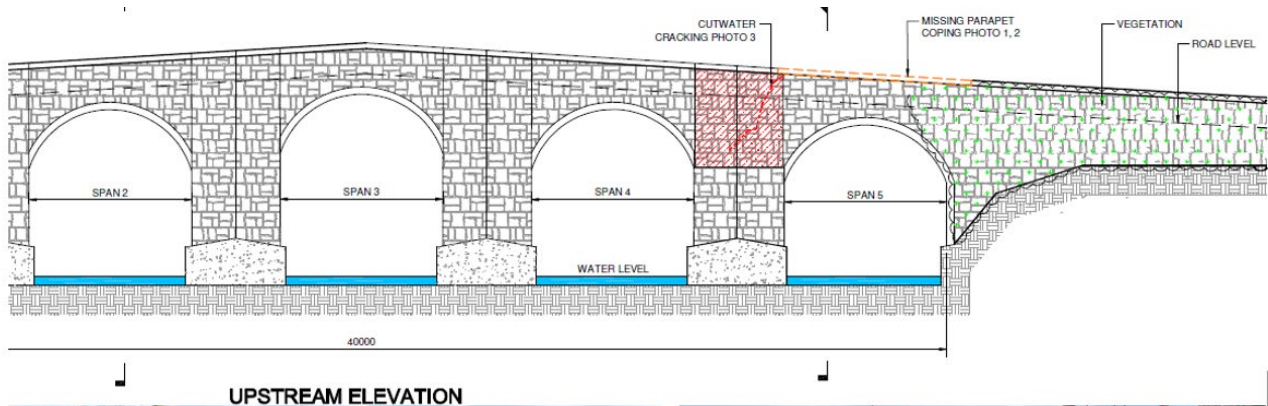 CUTWATER
CRACKING PHOTO 3
MISSING PARAPET
COPING PHOTO 1, 2
VEGETATION
ROAD LEVEL
SPAN 2
SPAN 3
SPAN 4
SPAN 5
WATER LEVEL
40000
UPSTREAM ELEVATION